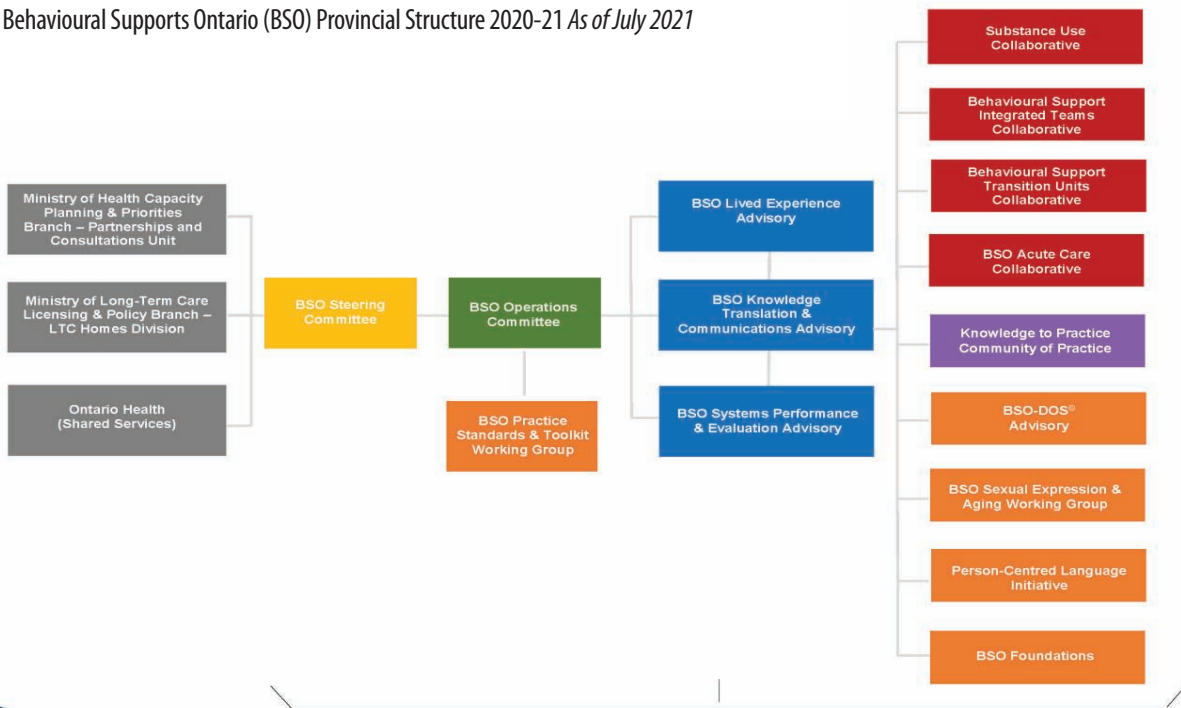 Behavioural Supports Ontario (BSO) Provincial Structure 2020-21 As of July 2021
Ministry of Health Capacity
Planning & Priorities
Branch – Partnerships and
Consultations Unit
Ministry of Long-Term Care
Licensing & Policy Branch –
LTC Homes Division
Ontario Health
(Shared Services)
BSO Steering
Committee
BSO Operations
Committee
BSO Practice
Standards & Toolkit
Working Group
BSO Lived Experience
Advisory
BSO Knowledge
Translation &
Communications Advisory
BSO Systems Performance
& Evaluation Advisory
Substance Use
Collaborative
Behavioural Support
Integrated Teams
Collaborative
Behavioural Support
Transition Units
Collaborative
BSO Acute Care
Collaborative
Knowledge to Practice
Community of Practice
BSO-DOS©
Advisory
BSO Sexual Expression &
Aging Working Group
Person-Centred Language
Initiative
BSO Foundations